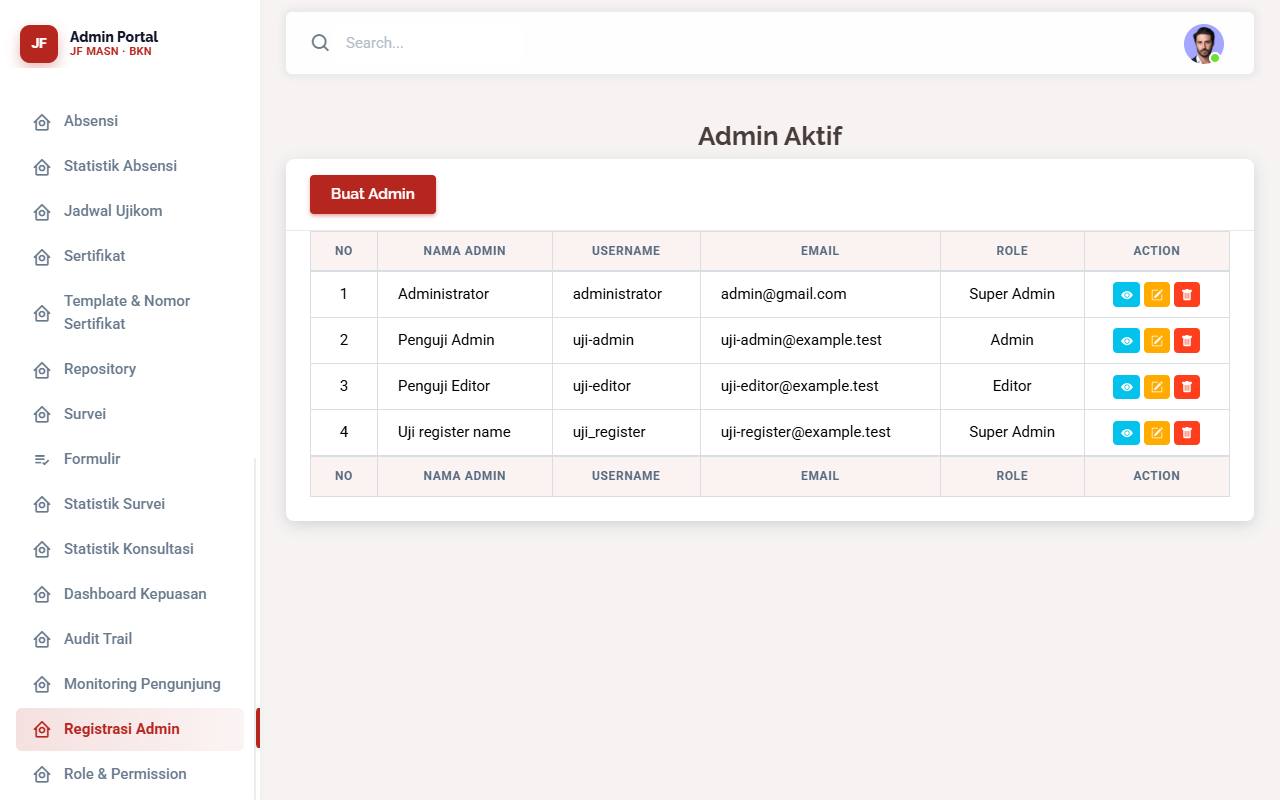 JF
Admin Portal
JF MASN · BKN
Absensi
Statistik Absensi
Jadwal Ujikom
Sertifikat
Template & Nomor
Sertifikat
Repository
Survei
Formulir
Statistik Survei
Statistik Konsultasi
Dashboard Kepuasan
Audit Trail
Monitoring Pengunjung
Registrasi Admin
Role & Permission
Search...
Admin Aktif
Buat Admin
NO NAMA ADMIN USERNAME EMAIL ROLE ACTION
1 Administrator administrator admin@gmail.com Super Admin
2 Penguji Admin uji-admin uji-admin@example.test Admin
3 Penguji Editor uji-editor uji-editor@example.test Editor
4 Uji register name uji_register uji-register@example.test Super Admin
NO NAMA ADMIN USERNAME EMAIL ROLE ACTION